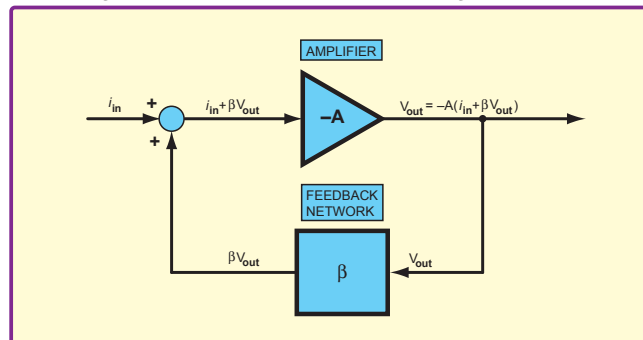 AMPLIFIER
i_in
+
i_in+βV_out
–A
V_out = –A(i_in+βV_out)
+
FEEDBACK
NETWORK
βV_out
β
V_out